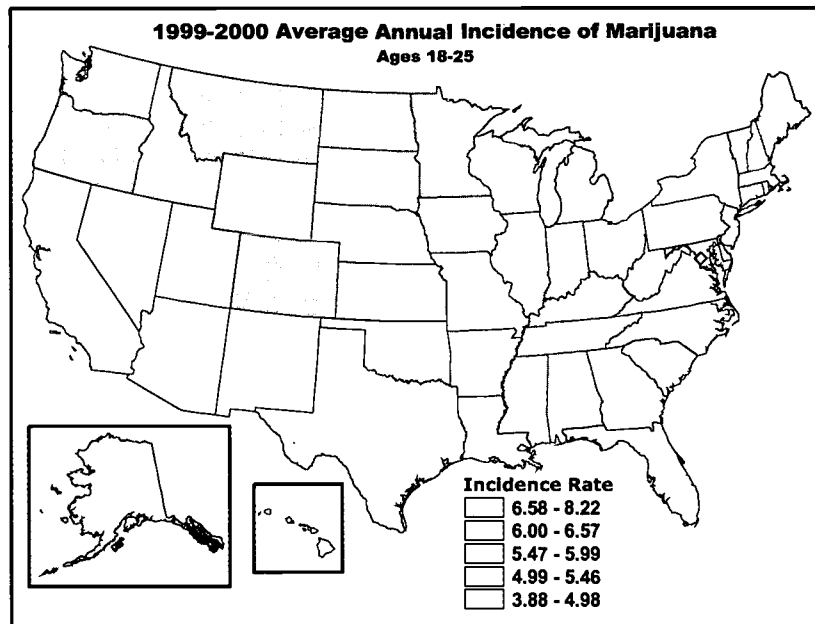 1999-2000 Average Annual Incidence of Marijuana
Ages 18-25
Incidence Rate
6.58 - 8.22
6.00 - 6.57
5.47 - 5.99
4.99 - 5.46
3.88 - 4.98